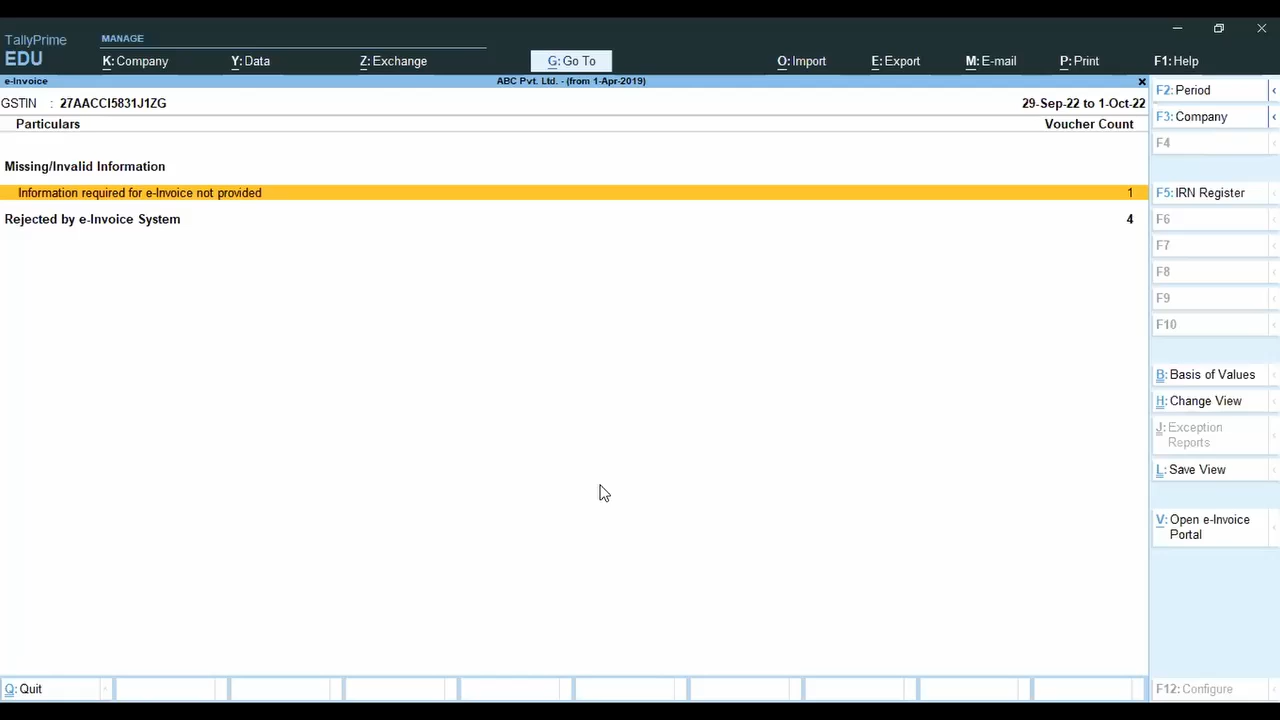 TallyPrime
EDU
MANAGE
K: Company
Y: Data
Z: Exchange
G: Go To
O: Import
E: Export
M: E-mail
P: Print
F1: Help
e-Invoice
ABC Pvt. Ltd. - (from 1-Apr-2019)
GSTIN : 27AACCI5831J1ZG
29-Sep-22 to 1-Oct-22
Particulars
Voucher Count
Missing/Invalid Information
Information required for e-Invoice not provided
1
Rejected by e-Invoice System
4
F2: Period
F3: Company
F4
F5: IRN Register
F6
F7
F8
F9
F10
B: Basis of Values
H: Change View
J: Exception
Reports
L: Save View
V: Open e-Invoice
Portal
Q: Quit
F12: Configure